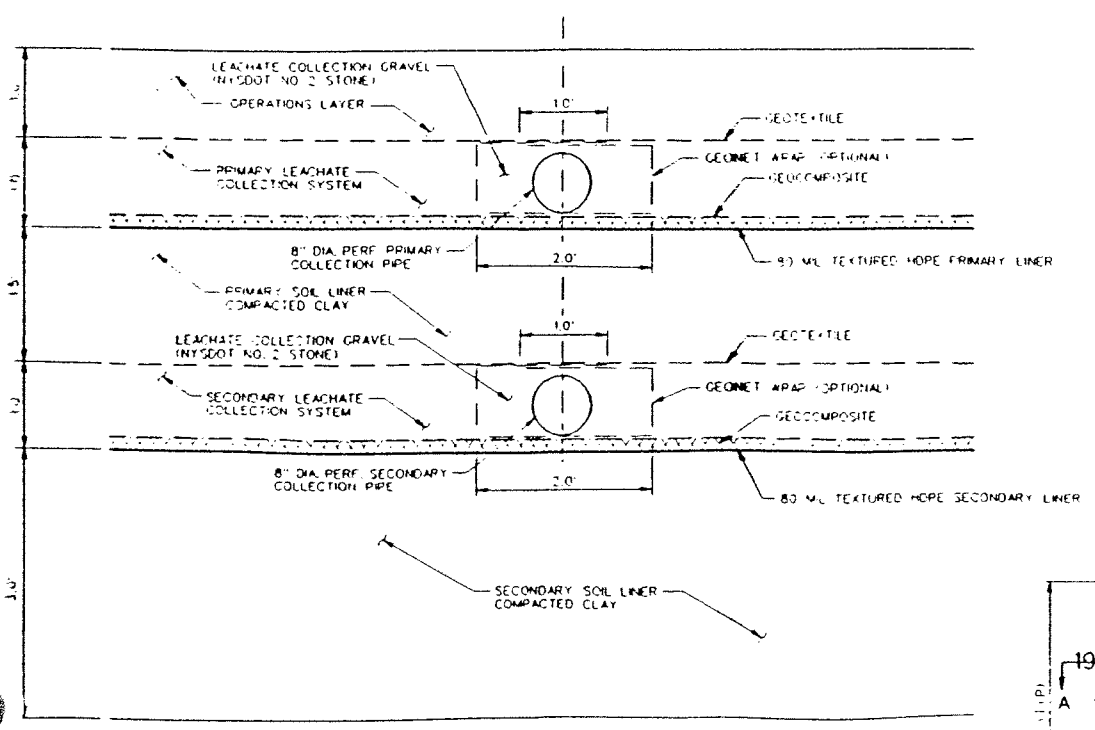 LEACHATE COLLECTION GRAVEL
(NYSDOT NO. 2 STONE)
OPERATIONS LAYER
1.0'
GEOTEXTILE
GEONET WRAP (OPTIONAL)
PRIMARY LEACHATE
COLLECTION SYSTEM
GEOCOMPOSITE
8" DIA. PERF. PRIMARY
COLLECTION PIPE
2.0'
80 MIL TEXTURED HDPE PRIMARY LINER
1.5'
PRIMARY SOIL LINER
COMPACTED CLAY
1.0'
LEACHATE COLLECTION GRAVEL
(NYSDOT NO. 2 STONE)
GEOTEXTILE
GEONET WRAP (OPTIONAL)
SECONDARY LEACHATE
COLLECTION SYSTEM
GEOCOMPOSITE
8" DIA. PERF. SECONDARY
COLLECTION PIPE
2.0'
80 MIL TEXTURED HDPE SECONDARY LINER
3.0'
SECONDARY SOIL LINER
COMPACTED CLAY
19
A